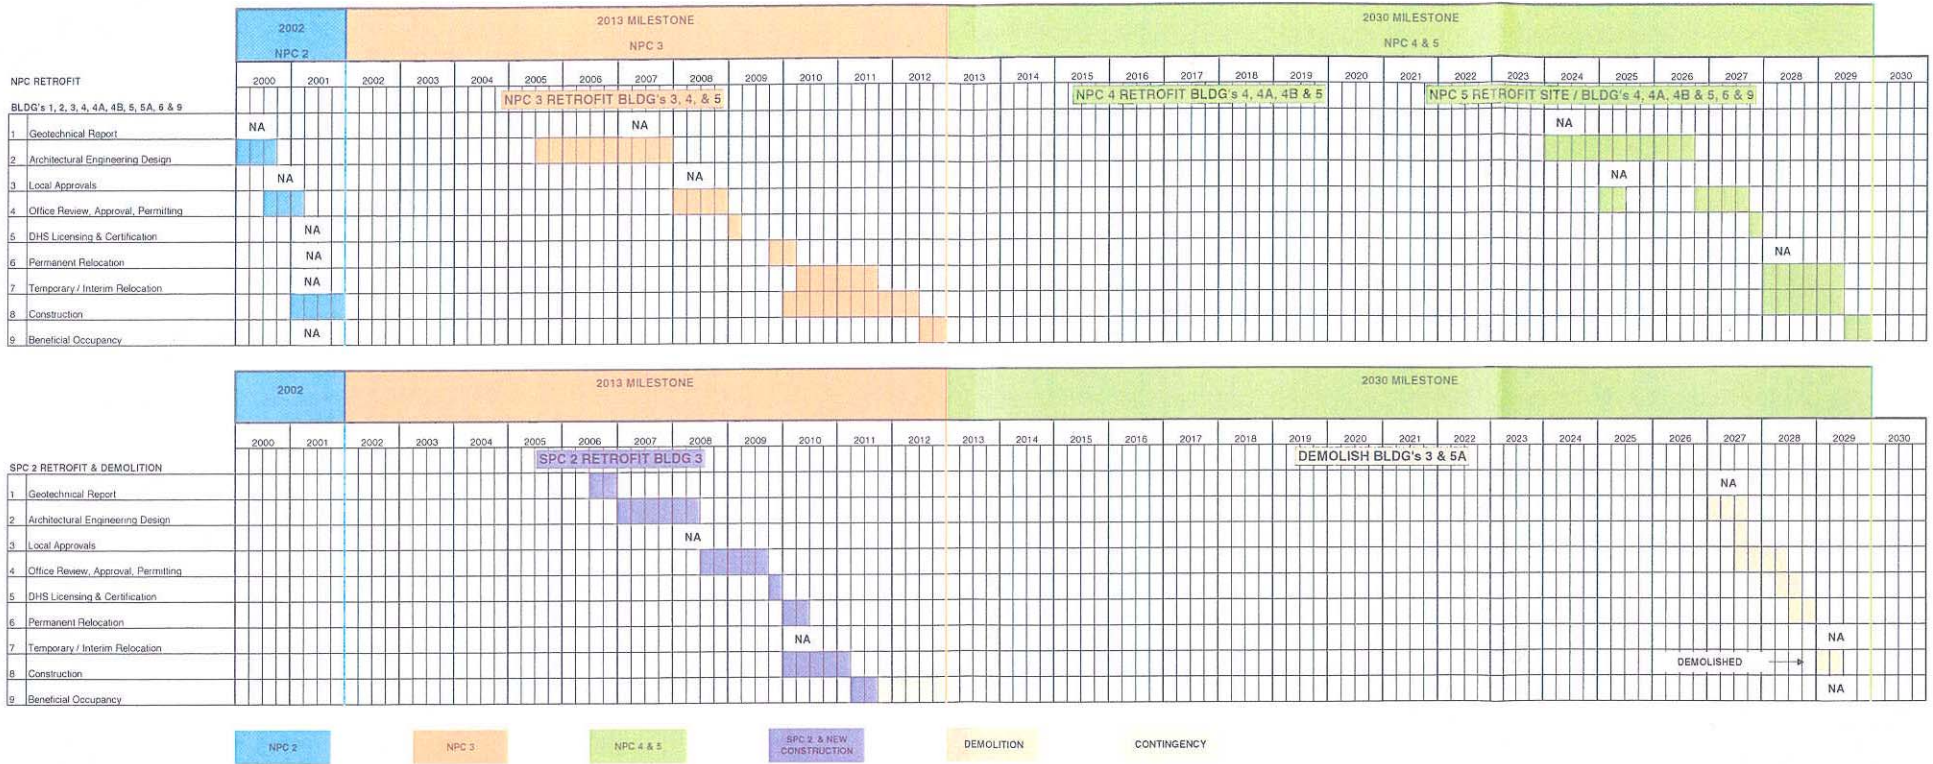 2002
2013 MILESTONE
2030 MILESTONE
NPC 2
NPC 3
NPC 4 & 5
NPC RETROFIT
2000 2001 2002 2003 2004 2005 2006 2007 2008 2009 2010 2011 2012 2013 2014 2015 2016 2017 2018 2019 2020 2021 2022 2023 2024 2025 2026 2027 2028 2029 2030
BLDG's 1, 2, 3, 4, 4A, 4B, 5, 5A, 6 & 9
NPC 3 RETROFIT BLDG's 3, 4, & 5
NPC 4 RETROFIT BLDG's 4, 4A, 4B & 5
NPC 5 RETROFIT SITE / BLDG's 4, 4A, 4B & 5, 6 & 9
1 Geotechnical Report NA NA NA
2 Architectural Engineering Design
3 Local Approvals NA NA NA
4 Office Review, Approval, Permitting
5 DHS Licensing & Certification NA
6 Permanent Relocation NA NA
7 Temporary / Interim Relocation NA
8 Construction
9 Beneficial Occupancy NA
2002
2013 MILESTONE
2030 MILESTONE
2000 2001 2002 2003 2004 2005 2006 2007 2008 2009 2010 2011 2012 2013 2014 2015 2016 2017 2018 2019 2020 2021 2022 2023 2024 2025 2026 2027 2028 2029 2030
SPC 2 RETROFIT & DEMOLITION
SPC 2 RETROFIT BLDG 3
DEMOLISH BLDG's 3 & 5A
1 Geotechnical Report NA
2 Architectural Engineering Design
3 Local Approvals NA
4 Office Review, Approval, Permitting
5 DHS Licensing & Certification
6 Permanent Relocation
7 Temporary / Interim Relocation NA NA
8 Construction DEMOLISHED
9 Beneficial Occupancy NA
NPC 2
NPC 3
NPC 4 & 5
SPC 2 & NEW
CONSTRUCTION
DEMOLITION
CONTINGENCY